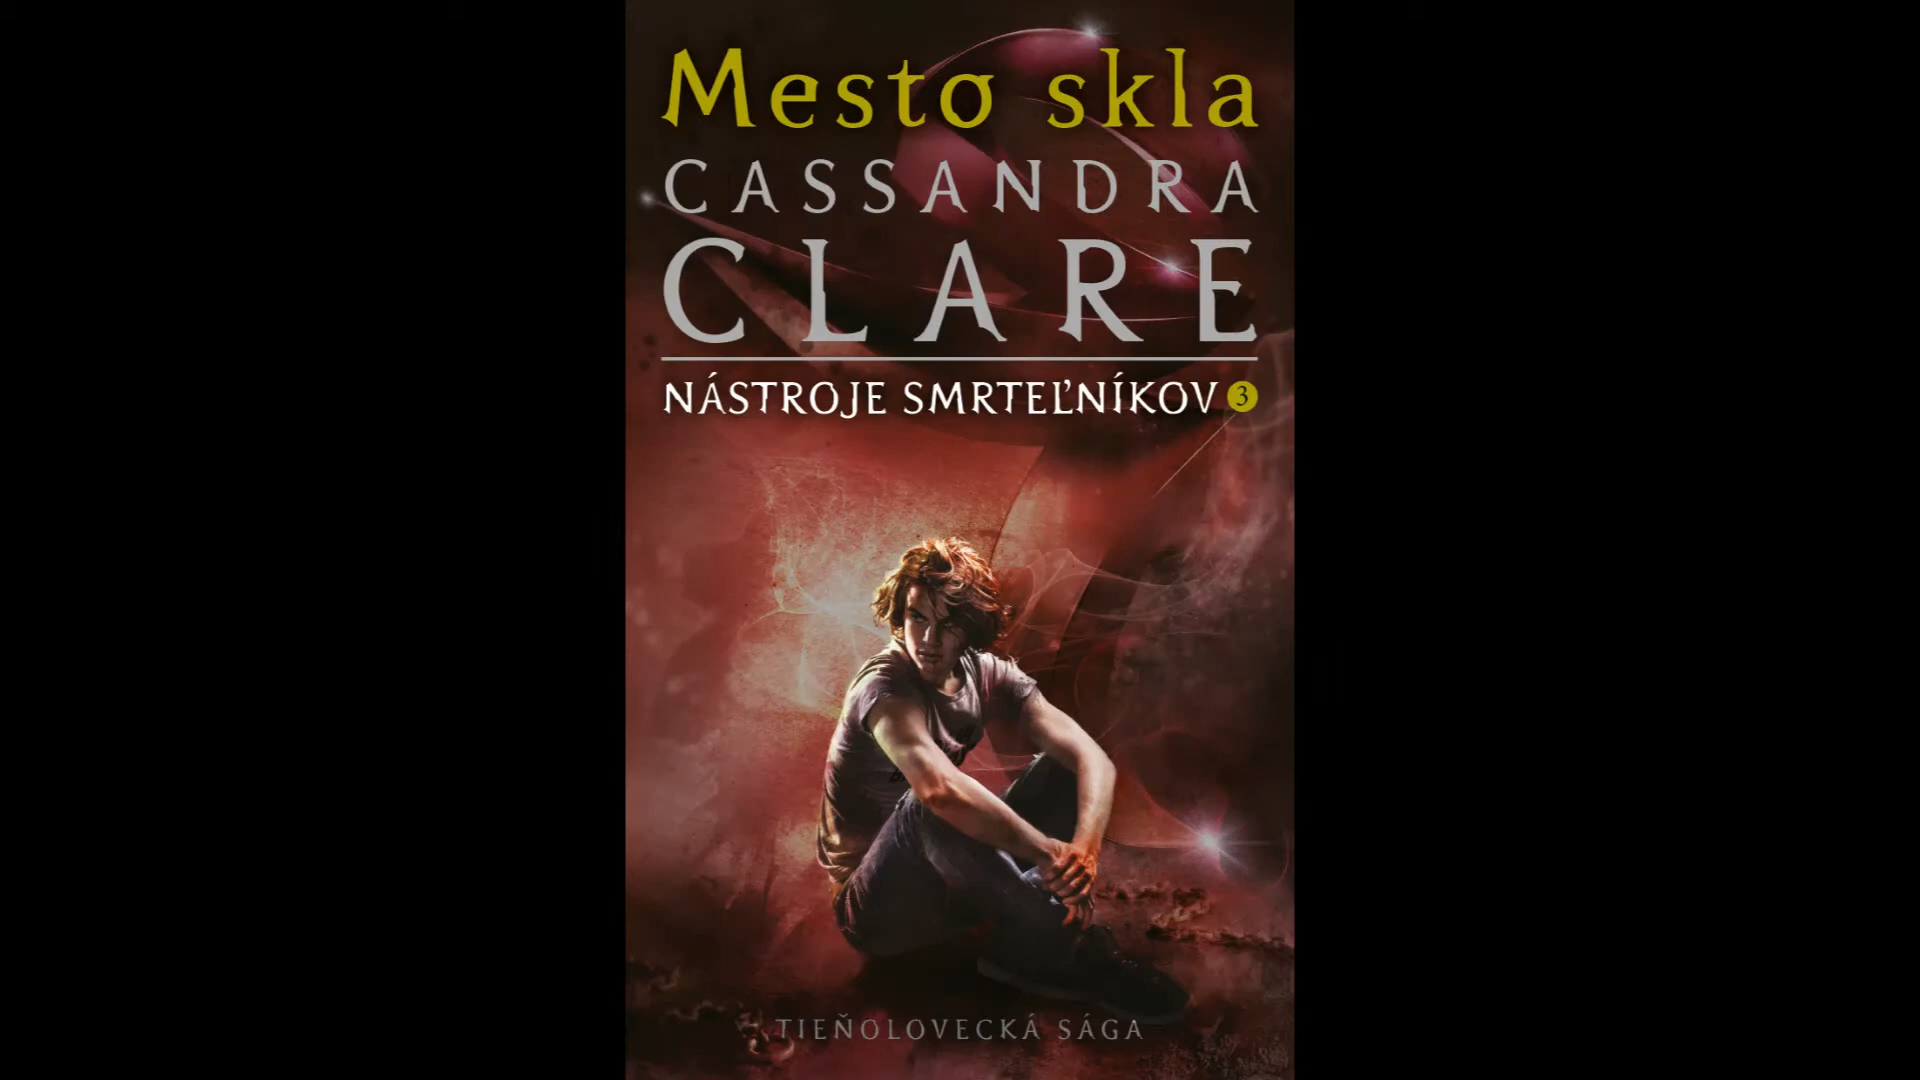 Mesto skla
CASSANDRA
CLARE
NÁSTROJE SMRTEĽNÍKOV 3
TIEŇOLOVECKÁ SÁGA